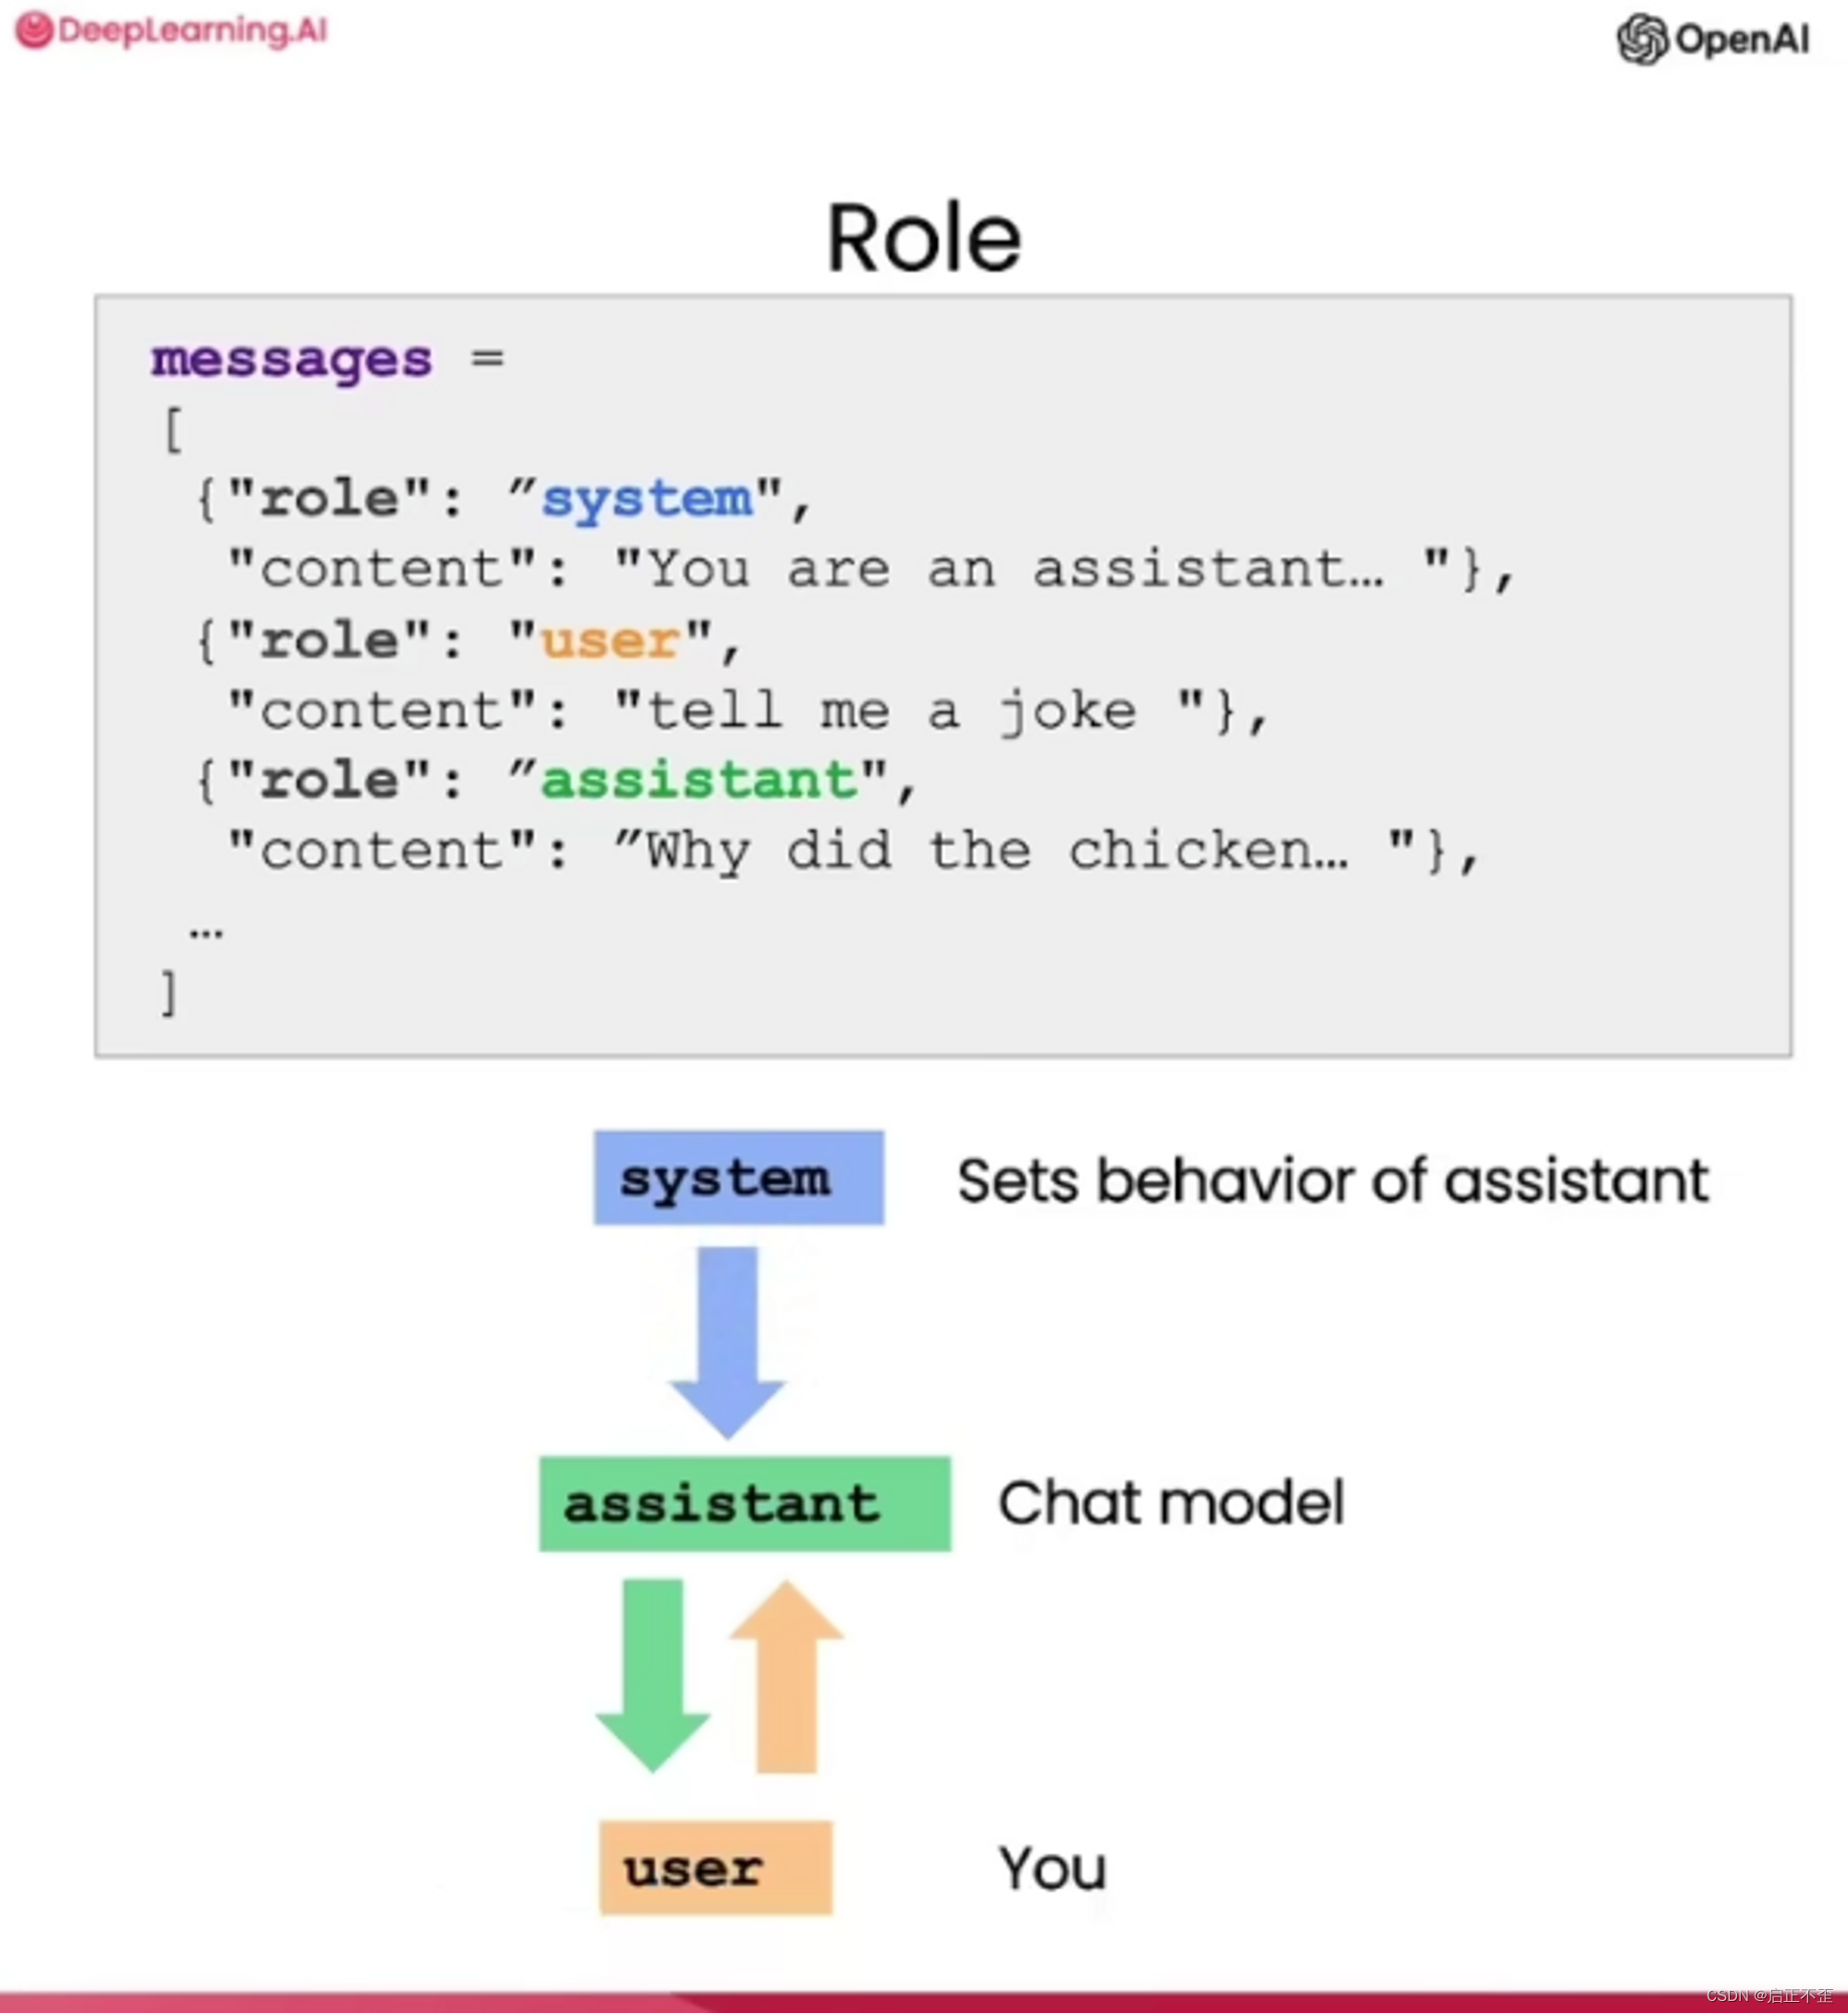 DeepLearning.AI
OpenAI
Role
messages =
[
{"role": ”system",
"content": "You are an assistant… "},
{"role": "user",
"content": "tell me a joke "},
{"role": ”assistant",
"content": ”Why did the chicken… "},
…
]
system
Sets behavior of assistant
assistant
Chat model
user
You
CSDN @启正不歪